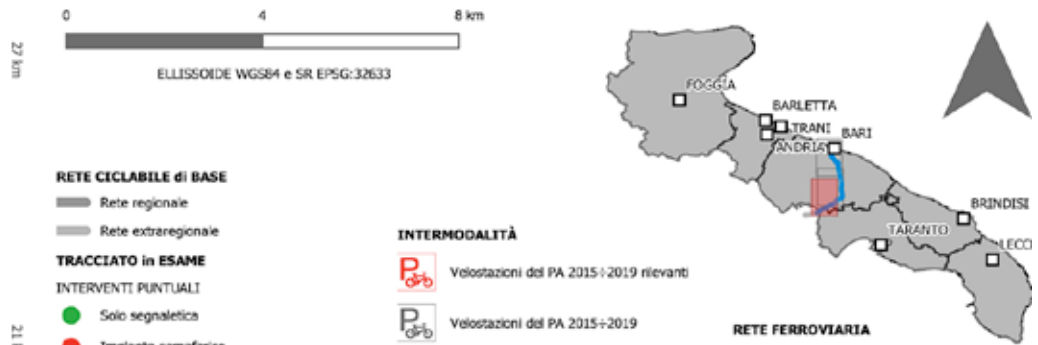 0 4 8 km
27 km
ELLISSOIDE WGS84 e SR EPSG:32633
FOGGIA
BARLETTA
TRANI
ANDRIA
BARI
BRINDISI
TARANTO
LECC
RETE CICLABILE di BASE
Rete regionale
Rete extraregionale
TRACCIATO in ESAME
INTERVENTI PUNTUALI
Solo segnaletica
INTERMODALITÀ
P
Velostazioni del PA 2015÷2019 rilevanti
P
Velostazioni del PA 2015÷2019
RETE FERROVIARIA
21